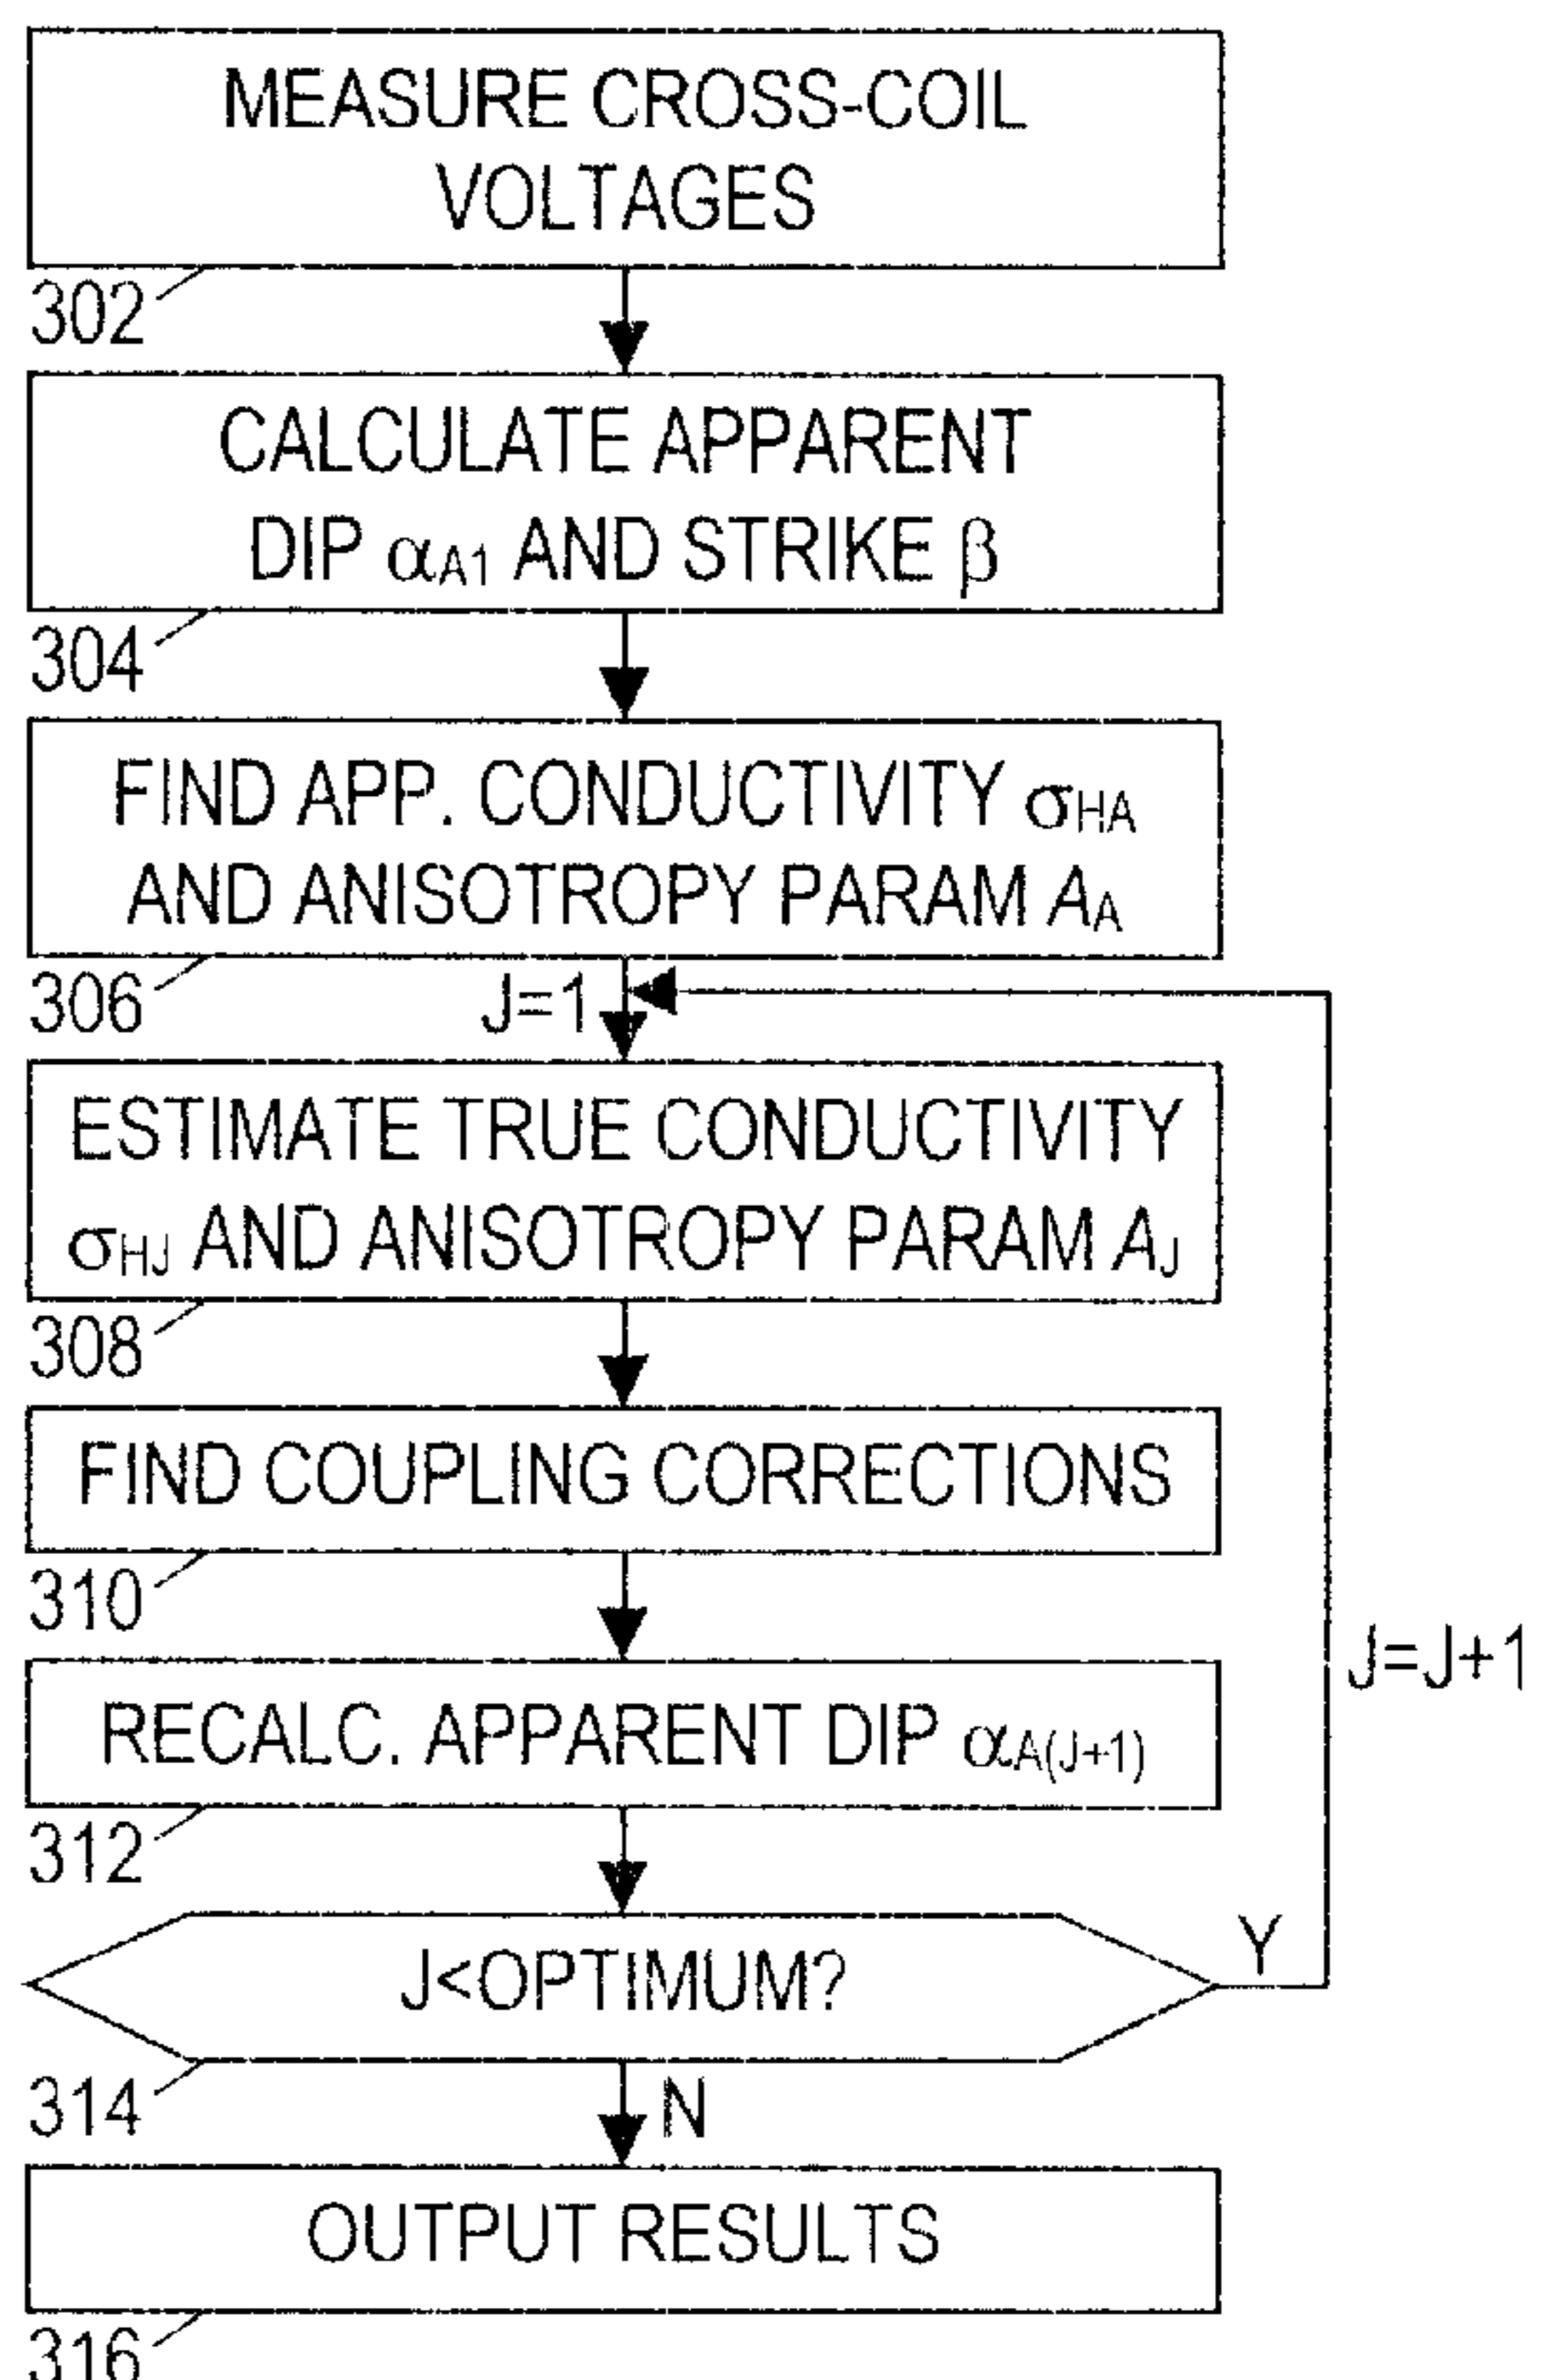 MEASURE CROSS-COIL
VOLTAGES
302
CALCULATE APPARENT
DIP αA1 AND STRIKE β
304
FIND APP. CONDUCTIVITY σHA
AND ANISOTROPY PARAM AA
306
J=1
ESTIMATE TRUE CONDUCTIVITY
σHJ AND ANISOTROPY PARAM AJ
308
FIND COUPLING CORRECTIONS
310
J=J+1
RECALC. APPARENT DIP αA(J+1)
312
J<OPTIMUM?
Y
314
N
OUTPUT RESULTS
316